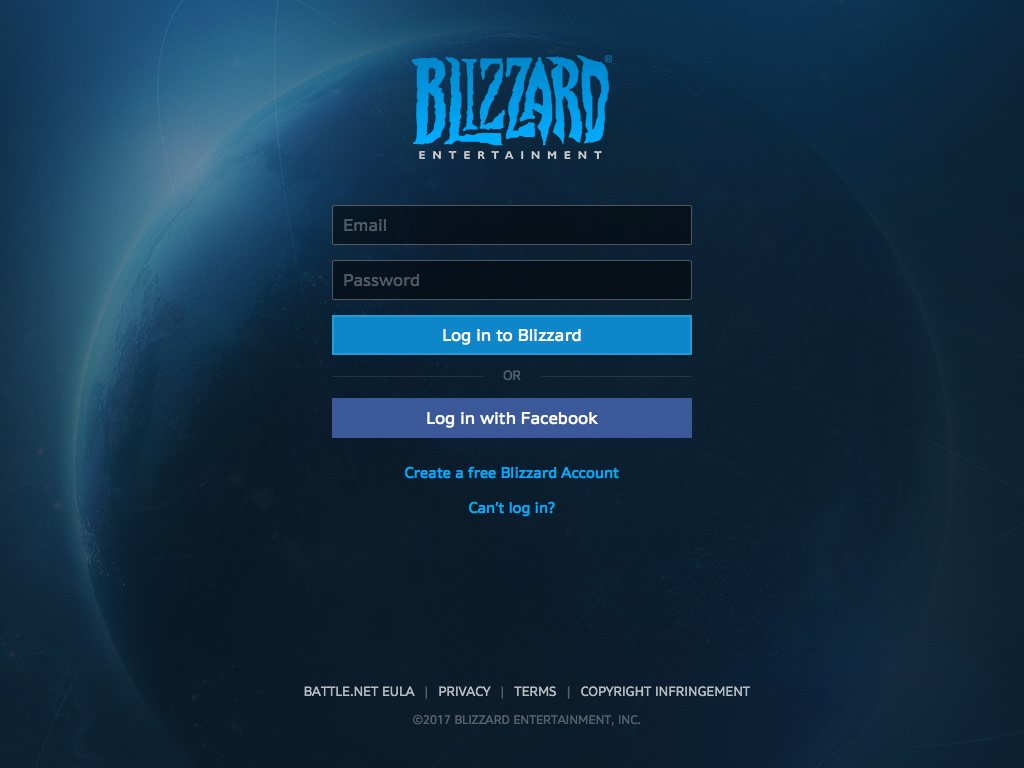 BLIZZARD®
ENTERTAINMENT
Email
Password
Log in to Blizzard
OR
Log in with Facebook
Create a free Blizzard Account
Can't log in?
BATTLE.NET EULA | PRIVACY | TERMS | COPYRIGHT INFRINGEMENT
©2017 BLIZZARD ENTERTAINMENT, INC.